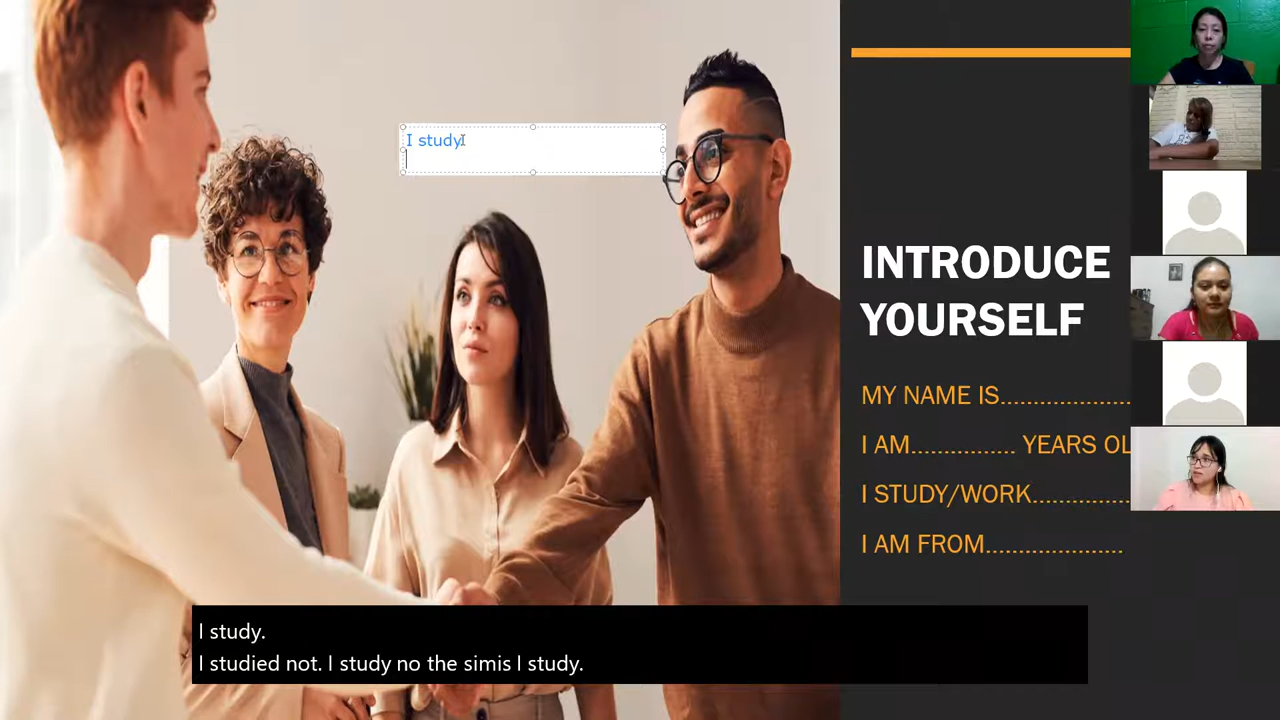 I study
INTRODUCE
YOURSELF
MY NAME IS....................
I AM................ YEARS OL
I STUDY/WORK...............
I AM FROM.....................
I study.
I studied not. I study no the simis I study.